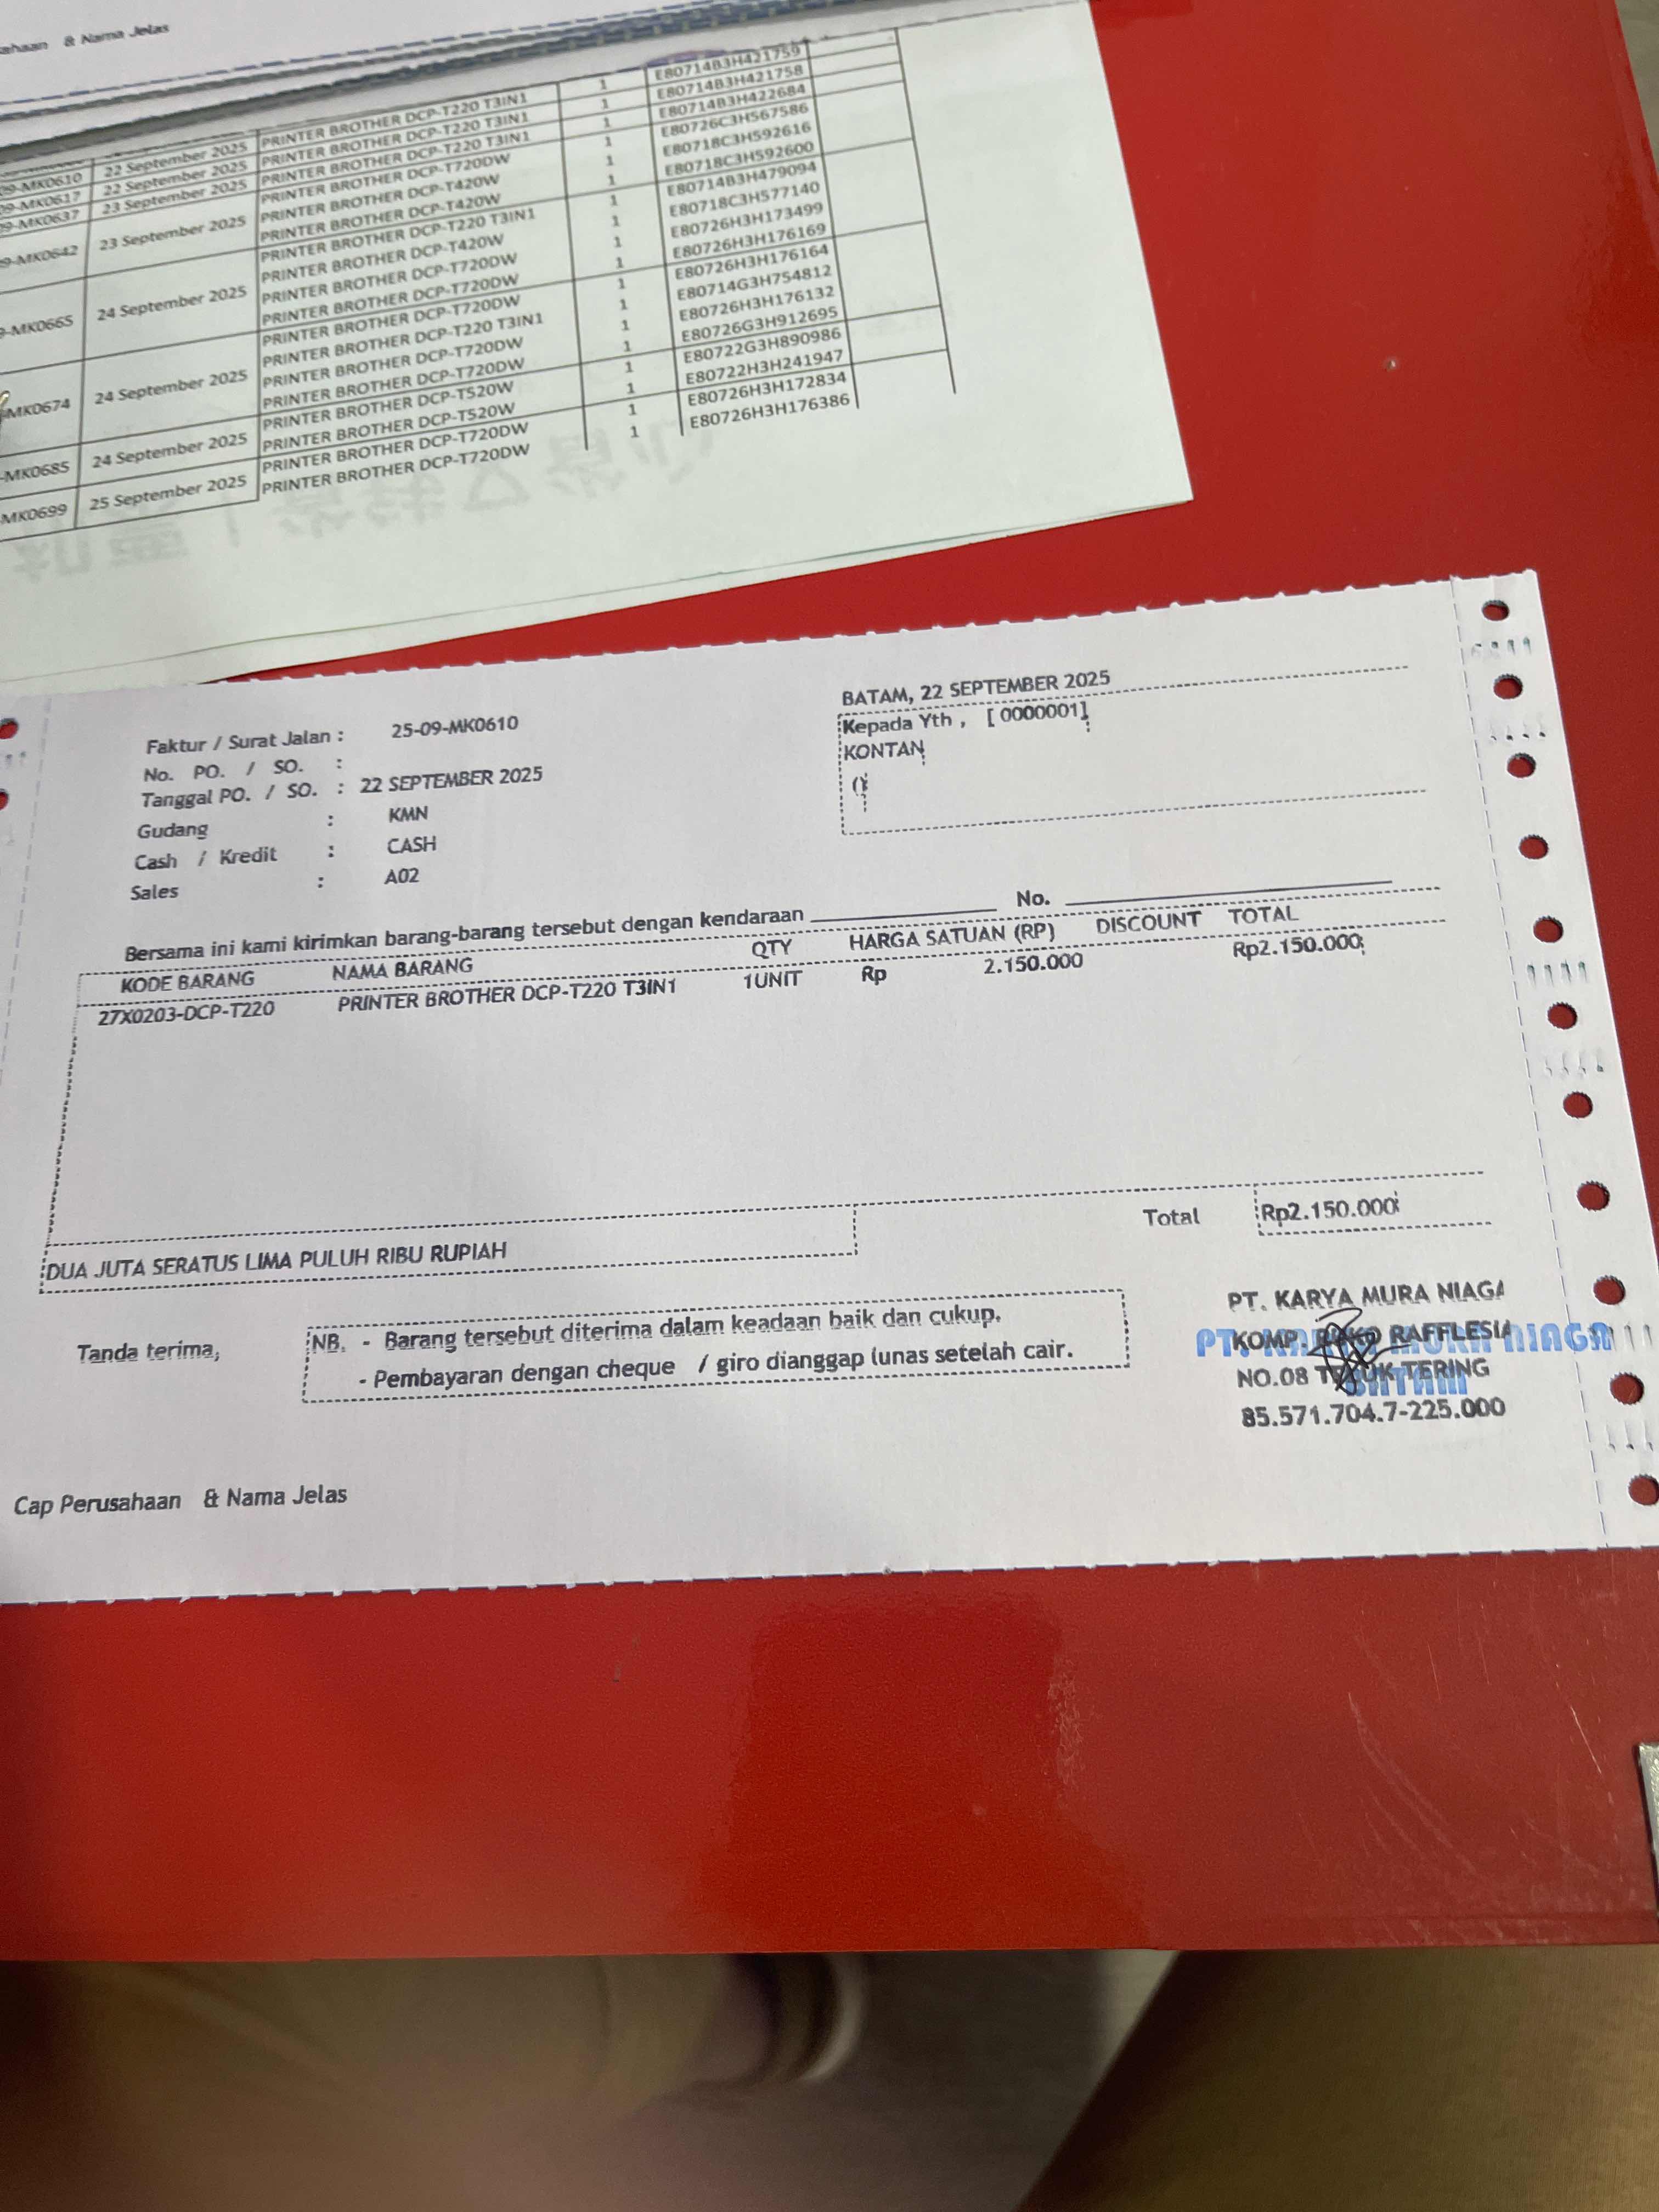 & Nama Jelas
PRINTER BROTHER DCP-T220 T3IN1 1 E80714B3H421759
09-MK0610 22 September 2025 PRINTER BROTHER DCP-T220 T3IN1 1 E80714B3H421758
09-MK0617 22 September 2025 PRINTER BROTHER DCP-T220 T3IN1 1 E80714B3H422684
09-MK0637 23 September 2025 PRINTER BROTHER DCP-T720DW 1 E80726C3H567586
9-MK0642 23 September 2025 PRINTER BROTHER DCP-T420W 1 E80718C3H592616
PRINTER BROTHER DCP-T420W 1 E80718C3H592600
PRINTER BROTHER DCP-T220 T3IN1 1 E80714B3H479094
9-MK0665 24 September 2025 PRINTER BROTHER DCP-T420W 1 E80718C3H577140
PRINTER BROTHER DCP-T720DW 1 E80726H3H173499
PRINTER BROTHER DCP-T720DW 1 E80726H3H176169
PRINTER BROTHER DCP-T720DW 1 E80726H3H176164
-MK0674 24 September 2025 PRINTER BROTHER DCP-T220 T3IN1 1 E80714G3H754812
PRINTER BROTHER DCP-T720DW 1 E80726H3H176132
PRINTER BROTHER DCP-T720DW 1 E80726G3H912695
-MK0685 24 September 2025 PRINTER BROTHER DCP-T520W 1 E80722G3H890986
PRINTER BROTHER DCP-T520W 1 E80722H3H241947
MK0699 25 September 2025 PRINTER BROTHER DCP-T720DW 1 E80726H3H172834
PRINTER BROTHER DCP-T720DW 1 E80726H3H176386
BATAM, 22 SEPTEMBER 2025
Faktur / Surat Jalan : 25-09-MK0610
Kepada Yth , [ 0000001]
No. PO. / SO. :
KONTAN
Tanggal PO. / SO. : 22 SEPTEMBER 2025
()
Gudang : KMN
Cash / Kredit : CASH
Sales : A02
Bersama ini kami kirimkan barang-barang tersebut dengan kendaraan No.
KODE BARANG NAMA BARANG QTY HARGA SATUAN (RP) DISCOUNT TOTAL
27X0203-DCP-T220 PRINTER BROTHER DCP-T220 T3IN1 1UNIT Rp 2.150.000 Rp2.150.000
Total Rp2.150.000
DUA JUTA SERATUS LIMA PULUH RIBU RUPIAH
Tanda terima,
NB. - Barang tersebut diterima dalam keadaan baik dan cukup.
- Pembayaran dengan cheque / giro dianggap lunas setelah cair.
PT. KARYA MURA NIAGA
KOMP. RUKO RAFFLESIA
NO.08 TELUK TERING
85.571.704.7-225.000
PT. KARYA MURA NIAGA
BATAM
Cap Perusahaan & Nama Jelas